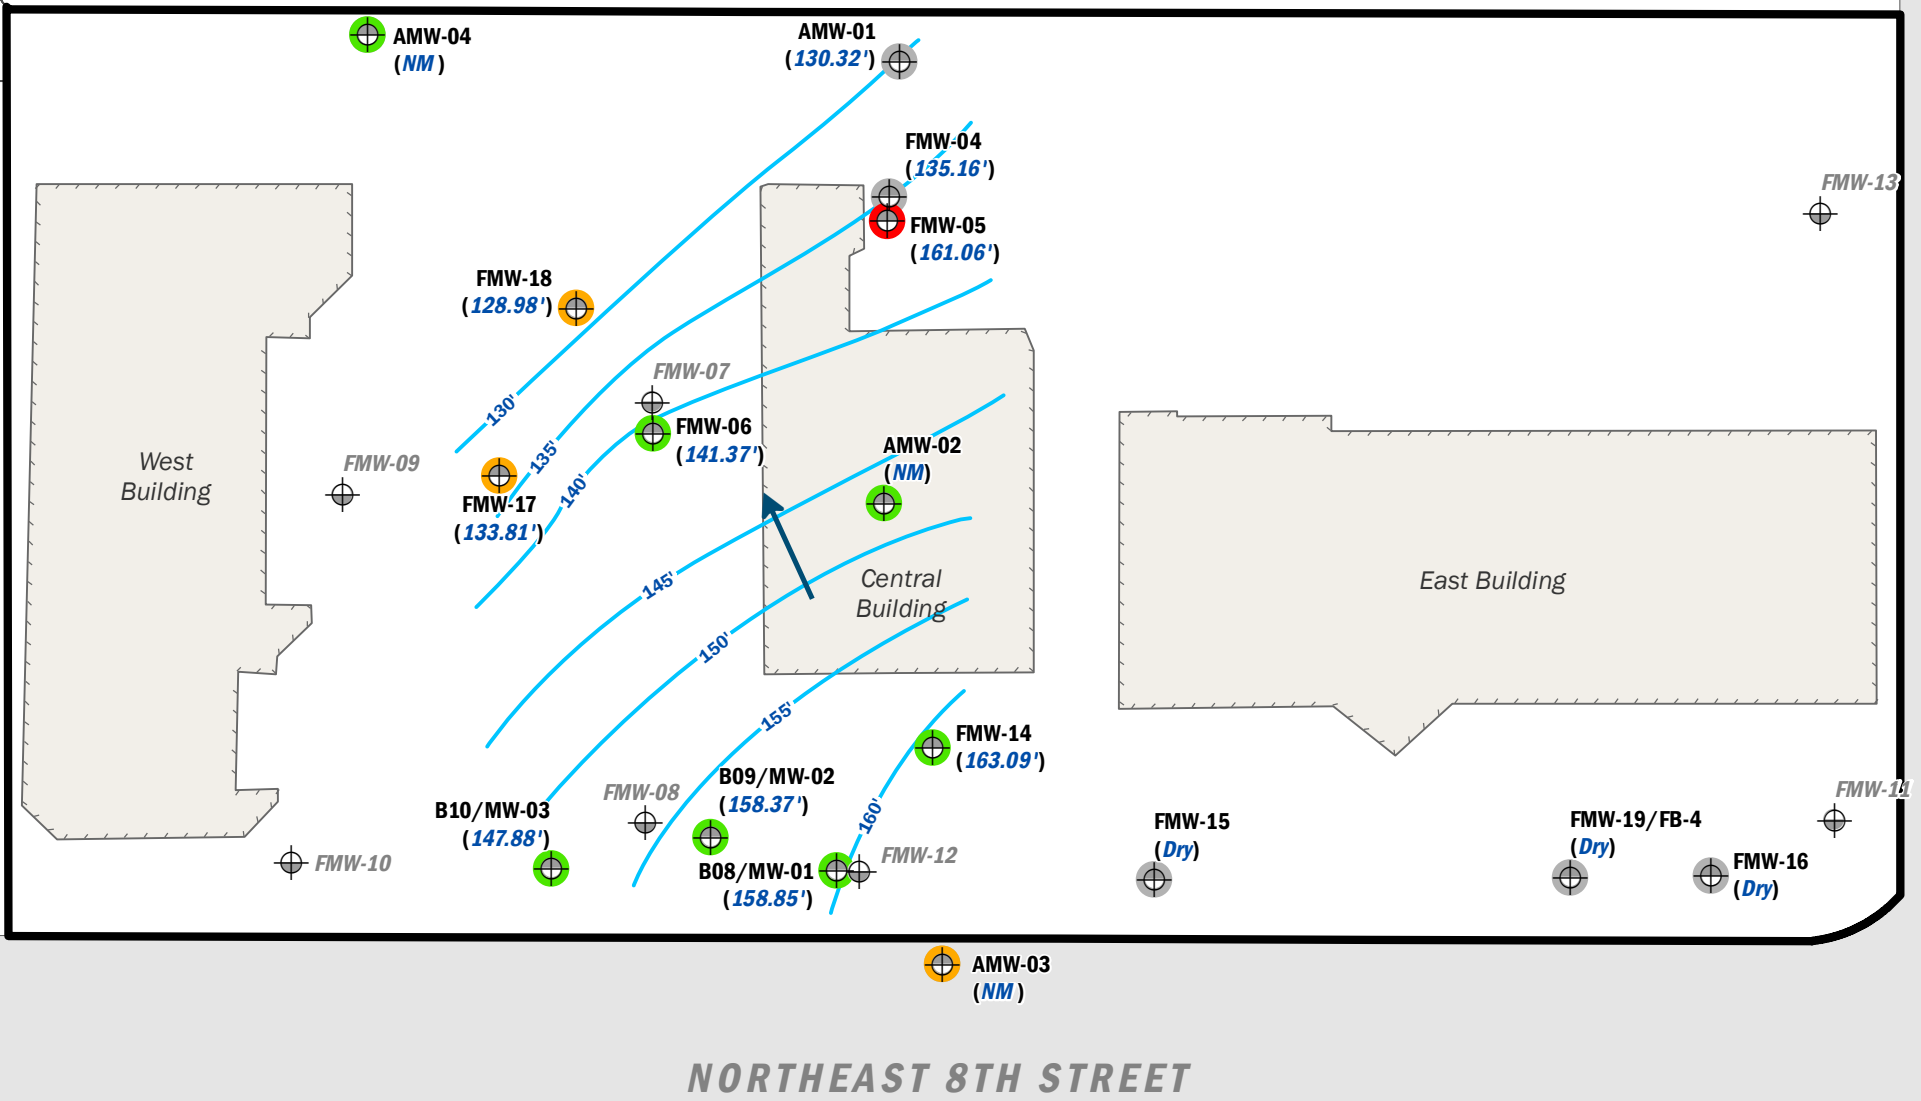 AMW-04
(NM)
AMW-01
(130.32')
FMW-04
(135.16')
FMW-05
(161.06')
FMW-13
FMW-18
(128.98')
FMW-07
130'
FMW-06
(141.37')
AMW-02
(NM)
135'
140'
West
Building
FMW-09
FMW-17
(133.81')
145'
Central
Building
East Building
150'
155'
FMW-14
(163.09')
B09/MW-02
(158.37')
FMW-08
B10/MW-03
(147.88')
160'
FMW-15
(Dry)
FMW-19/FB-4
(Dry)
FMW-11
FMW-16
(Dry)
FMW-10
B08/MW-01
(158.85')
FMW-12
AMW-03
(NM)
NORTHEAST 8TH STREET